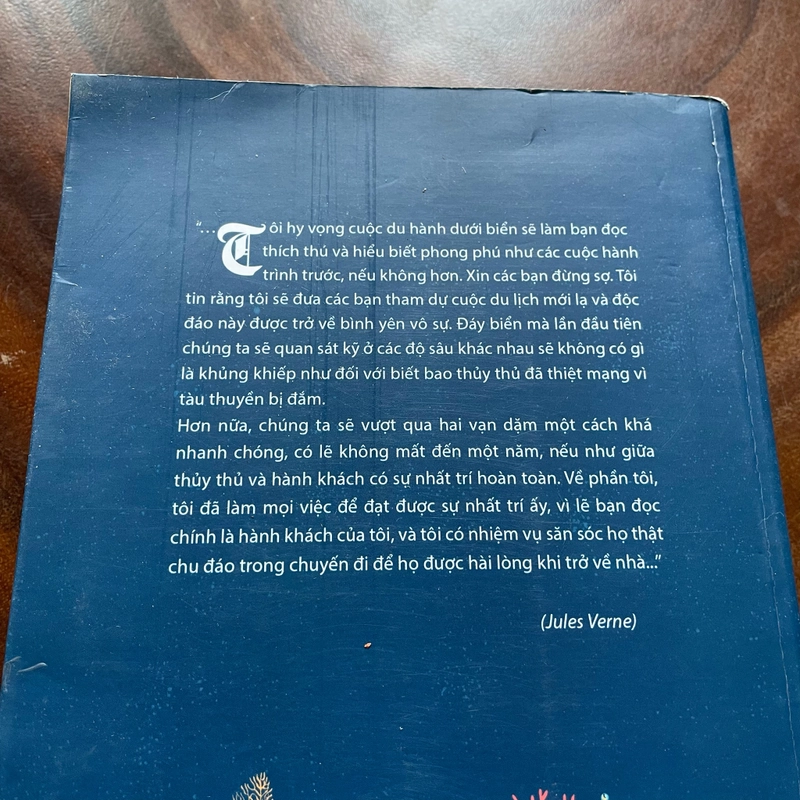 "...Tôi hy vọng cuộc du hành dưới biển sẽ làm bạn đọc
thích thú và hiểu biết phong phú như các cuộc hành
trình trước, nếu không hơn. Xin các bạn đừng sợ. Tôi
tin rằng tôi sẽ đưa các bạn tham dự cuộc du lịch mới lạ và độc
đáo này được trở về bình yên vô sự. Đáy biển mà lần đầu tiên
chúng ta sẽ quan sát kỹ ở các độ sâu khác nhau sẽ không có gì
là khủng khiếp như đối với biết bao thủy thủ đã thiệt mạng vì
tàu thuyền bị đắm.
Hơn nữa, chúng ta sẽ vượt qua hai vạn dặm một cách khá
nhanh chóng, có lẽ không mất đến một năm, nếu như giữa
thủy thủ và hành khách có sự nhất trí hoàn toàn. Về phần tôi,
tôi đã làm mọi việc để đạt được sự nhất trí ấy, vì lẽ bạn đọc
chính là hành khách của tôi, và tôi có nhiệm vụ săn sóc họ thật
chu đáo trong chuyến đi để họ được hài lòng khi trở về nhà..."
(Jules Verne)